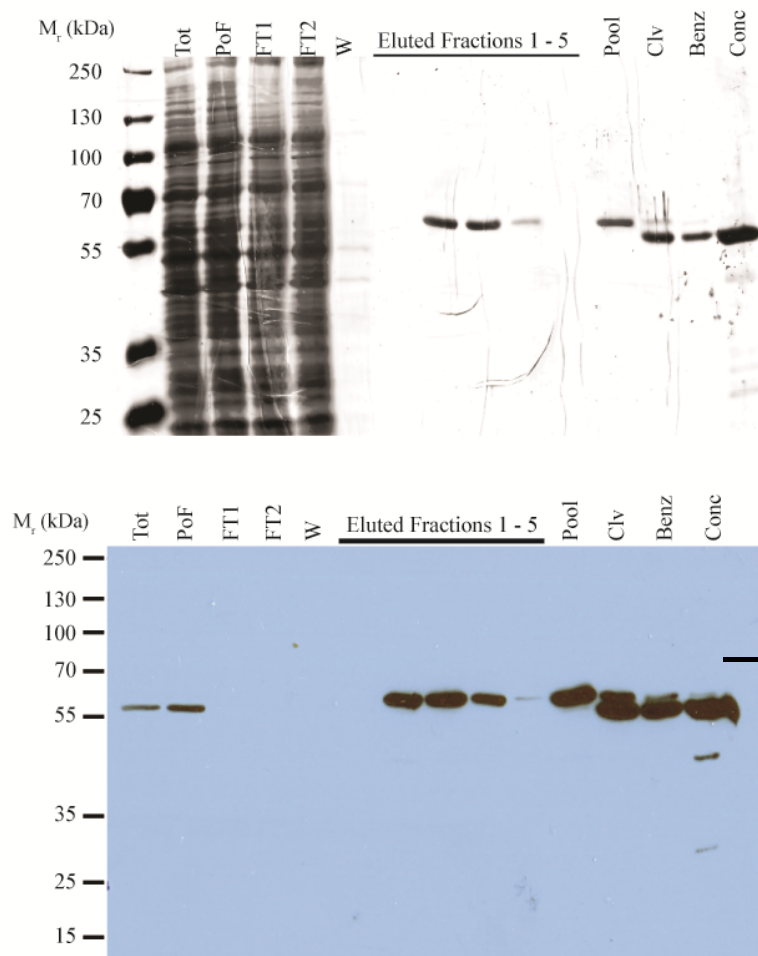 Mr (kDa)
Tot
PoF
FT1
FT2
W
Eluted Fractions 1 - 5
Pool
Clv
Benz
Conc
250
130
100
70
55
35
25
Mr (kDa)
Tot
PoF
FT1
FT2
W
Eluted Fractions 1 - 5
Pool
Clv
Benz
Conc
250
130
100
70
55
35
25
15